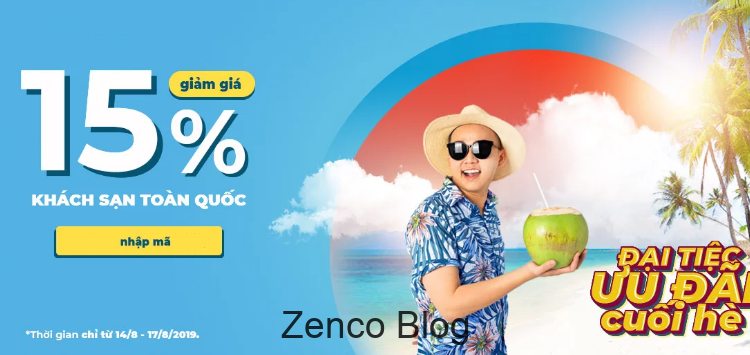 15%
giảm giá
KHÁCH SẠN TOÀN QUỐC
nhập mã
*Thời gian chỉ từ 14/8 - 17/8/2019.
Zenco Blog
ĐẠI TIỆC
ƯU ĐÃI
cuối hè